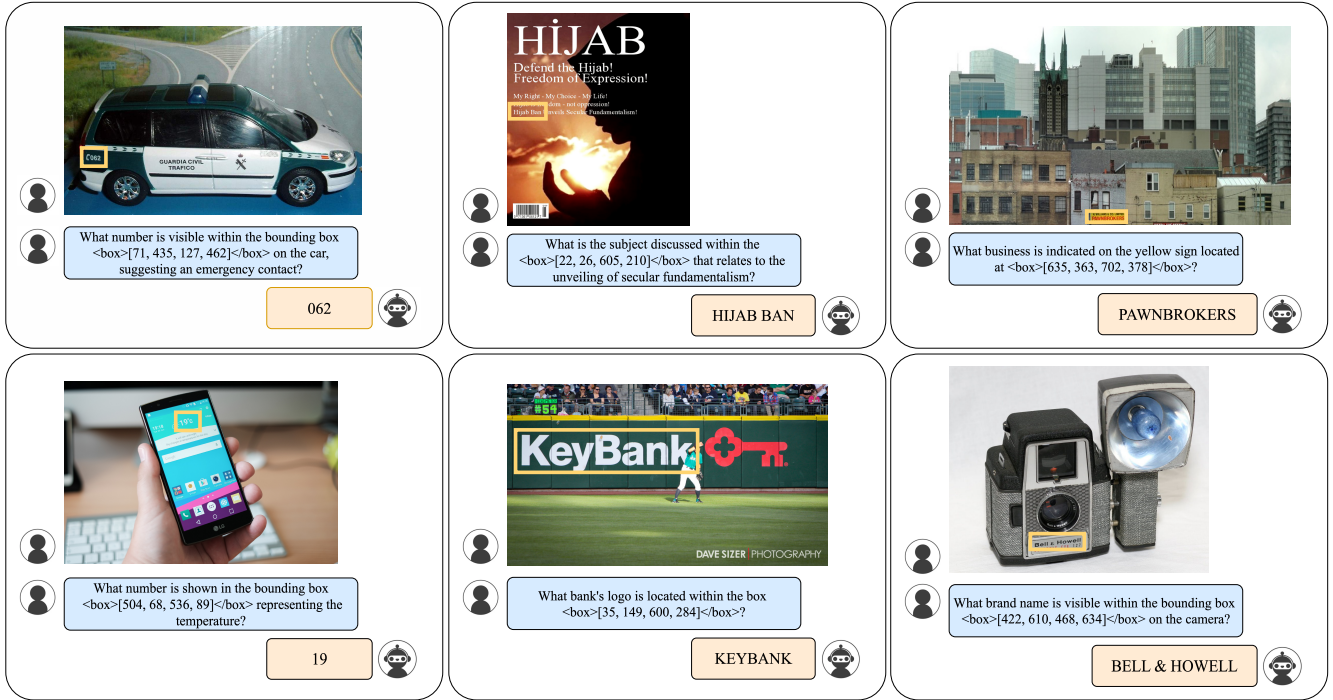 062
GUARDIA CIVIL
TRAFICO
What number is visible within the bounding box
<box>[71, 435, 127, 462]</box> on the car,
suggesting an emergency contact?
062
HİJAB
Defend the Hijab!
Freedom of Expression!
My Right - My Choice - My Life!
dom - not oppression!
Hijab Ban unveils Secular Fundamentalism!
What is the subject discussed within the
<box>[22, 26, 605, 210]</box> that relates to the
unveiling of secular fundamentalism?
HIJAB BAN
PAWNBROKERS
What business is indicated on the yellow sign located
at <box>[635, 363, 702, 378]</box>?
PAWNBROKERS
19°c
LG
What number is shown in the bounding box
<box>[504, 68, 536, 89]</box> representing the
temperature?
19
#54
KeyBank
DAVE SIZER|PHOTOGRAPHY
What bank's logo is located within the box
<box>[35, 149, 600, 284]</box>?
KEYBANK
Bell & Howell
What brand name is visible within the bounding box
<box>[422, 610, 468, 634]</box> on the camera?
BELL & HOWELL